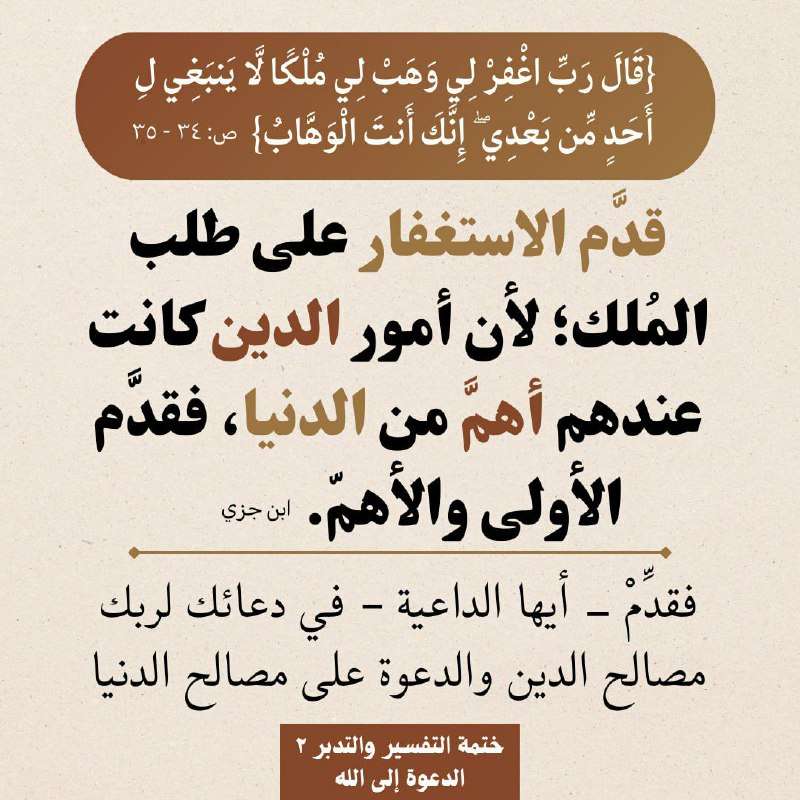 {قَالَ رَبِّ اغْفِرْ لِي وَهَبْ لِي مُلْكًا لَّا يَنبَغِي لِ
أَحَدٍ مِّن بَعْدِي ۖ إِنَّكَ أَنتَ الْوَهَّابُ} ص: ٣٤ - ٣٥
قدَّم الاستغفار على طلب
المُلك؛ لأن أمور الدين كانت
عندهم أهمَّ من الدنيا، فقدَّم
الأولى والأهمّ. ابن جزي
فقدِّمْ – أيها الداعية – في دعائك لربك
مصالح الدين والدعوة على مصالح الدنيا
ختمة التفسير والتدبر ٢
الدعوة إلى الله